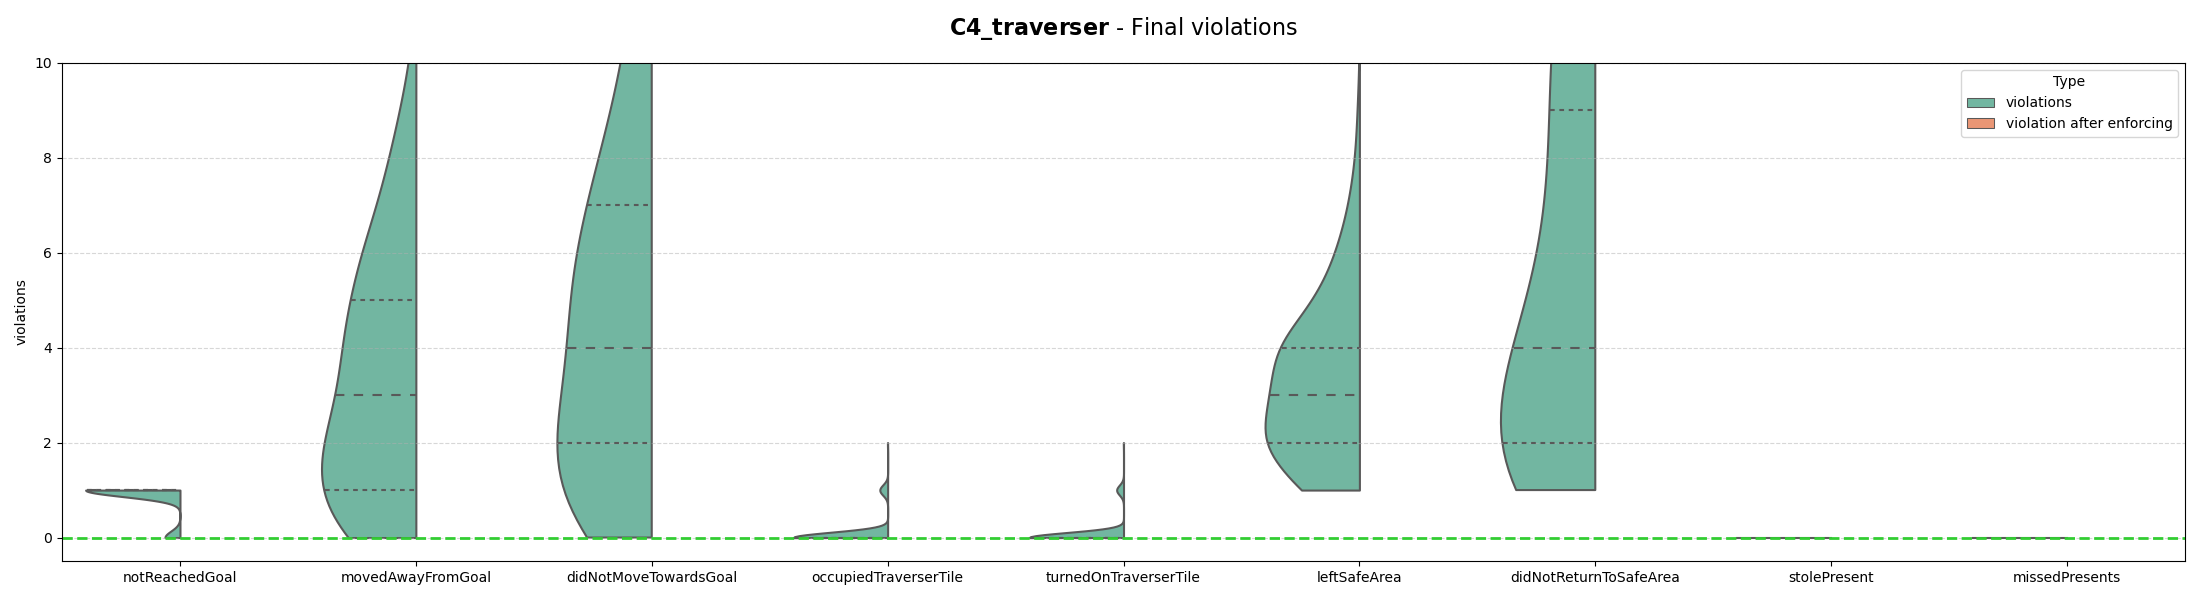 C4_traverser - Final violations
10
8
6
4
2
0
violations
Type
violations
violation after enforcing
notReachedGoal
movedAwayFromGoal
didNotMoveTowardsGoal
occupiedTraverserTile
turnedOnTraverserTile
leftSafeArea
didNotReturnToSafeArea
stolePresent
missedPresents